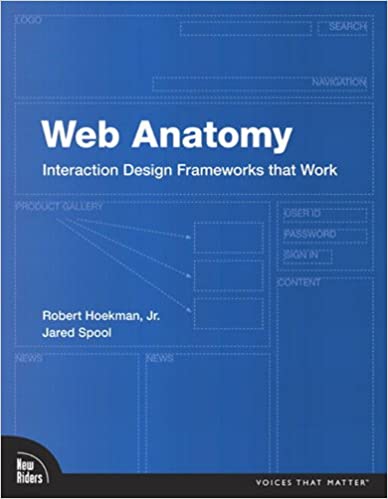 LOGO
SEARCH
NAVIGATION
Web Anatomy
Interaction Design Frameworks that Work
PRODUCT GALLERY
USER ID
PASSWORD
SIGN IN
CONTENT
Robert Hoekman, Jr.
Jared Spool
NEWS
NEWS
New
Riders
VOICES THAT MATTER™